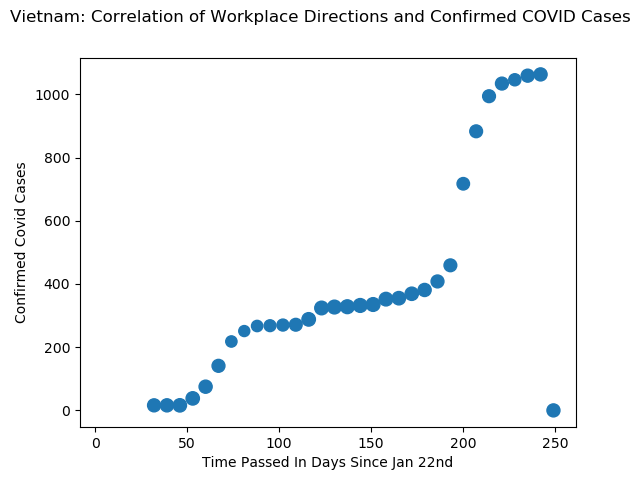 Vietnam: Correlation of Workplace Directions and Confirmed COVID Cases
1000
800
600
400
200
0
Confirmed Covid Cases
0 50 100 150 200 250
Time Passed In Days Since Jan 22nd